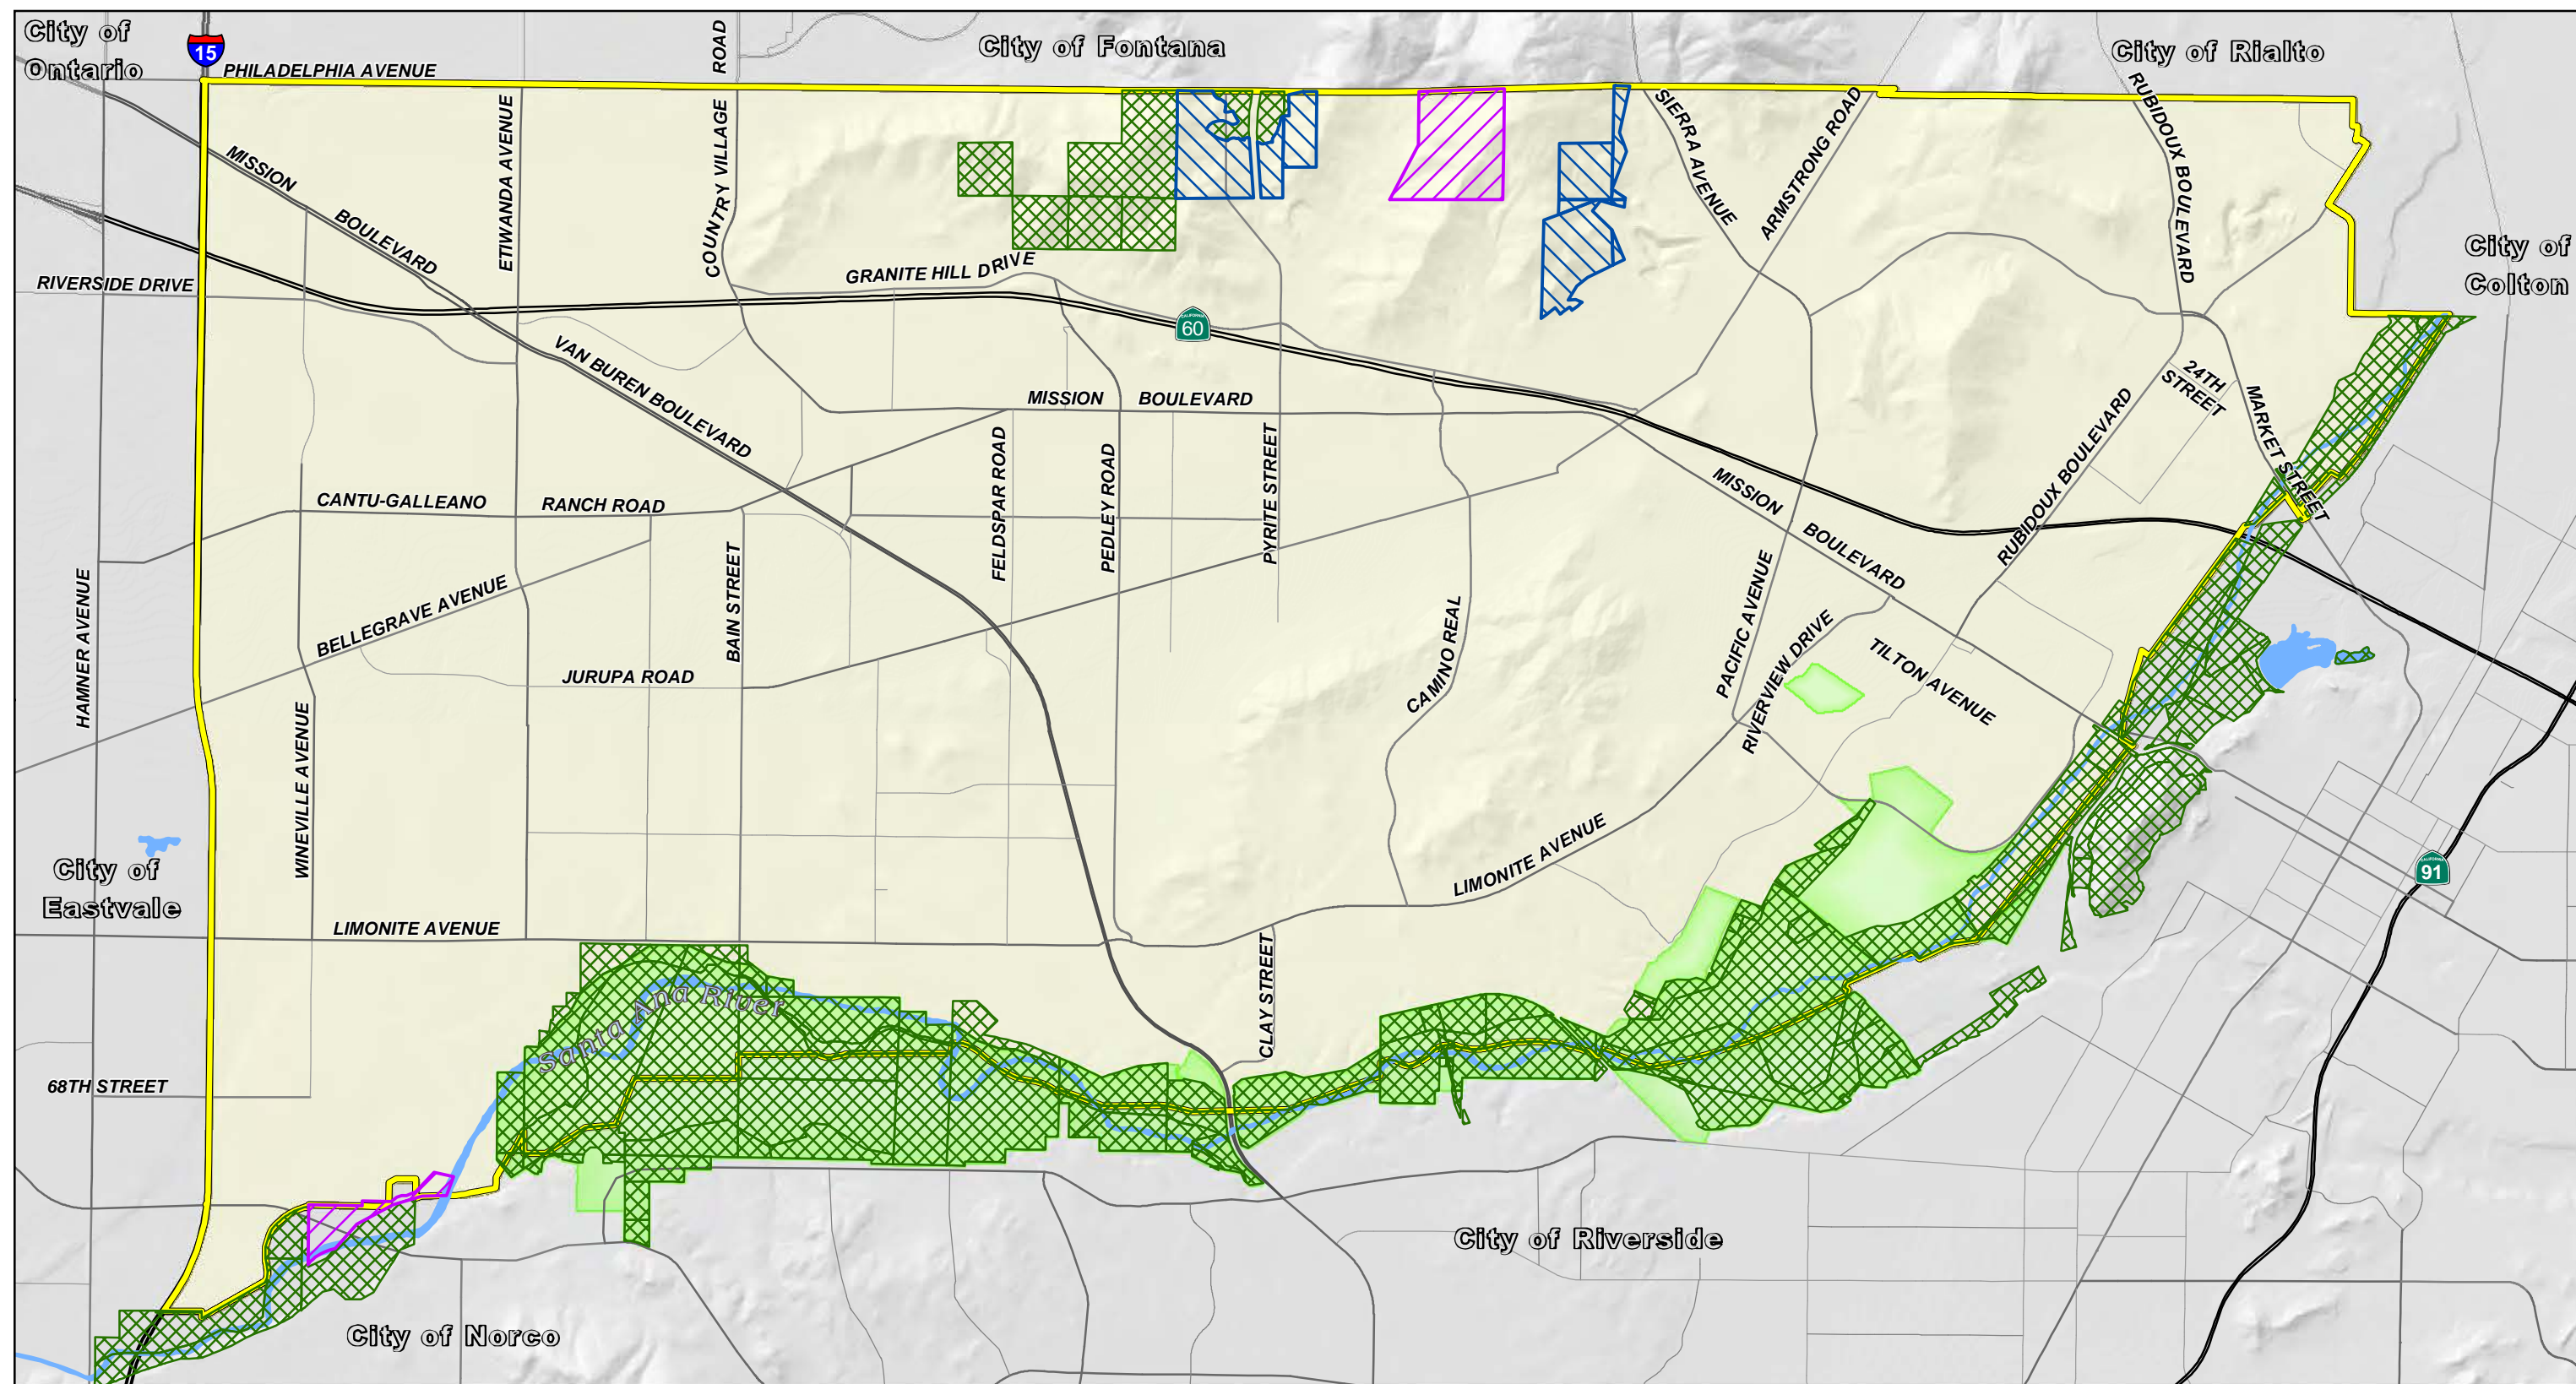 City of
Ontario
15
PHILADELPHIA AVENUE
ROAD
City of Fontana
City of Rialto
MISSION
BOULEVARD
ETIWANDA AVENUE
COUNTRY VILLAGE
SIERRA AVENUE
ARMSTRONG ROAD
RUBIDOUX BOULEVARD
City of
Colton
RIVERSIDE DRIVE
GRANITE HILL DRIVE
CALIFORNIA
60
VAN BUREN BOULEVARD
MISSION BOULEVARD
24TH
STREET
MARKET STREET
CANTU-GALLEANO RANCH ROAD
FELDSPAR ROAD
PEDLEY ROAD
PYRITE STREET
MISSION
BOULEVARD
RUBIDOUX BOULEVARD
HAMNER AVENUE
BELLEGRAVE AVENUE
BAIN STREET
JURUPA ROAD
CAMINO REAL
PACIFIC AVENUE
RIVERVIEW DRIVE
TILTON AVENUE
WINEVILLE AVENUE
City of
Eastvale
LIMONITE AVENUE
CALIFORNIA
91
LIMONITE AVENUE
Santa Ana River
CLAY STREET
68TH STREET
City of Riverside
City of Norco